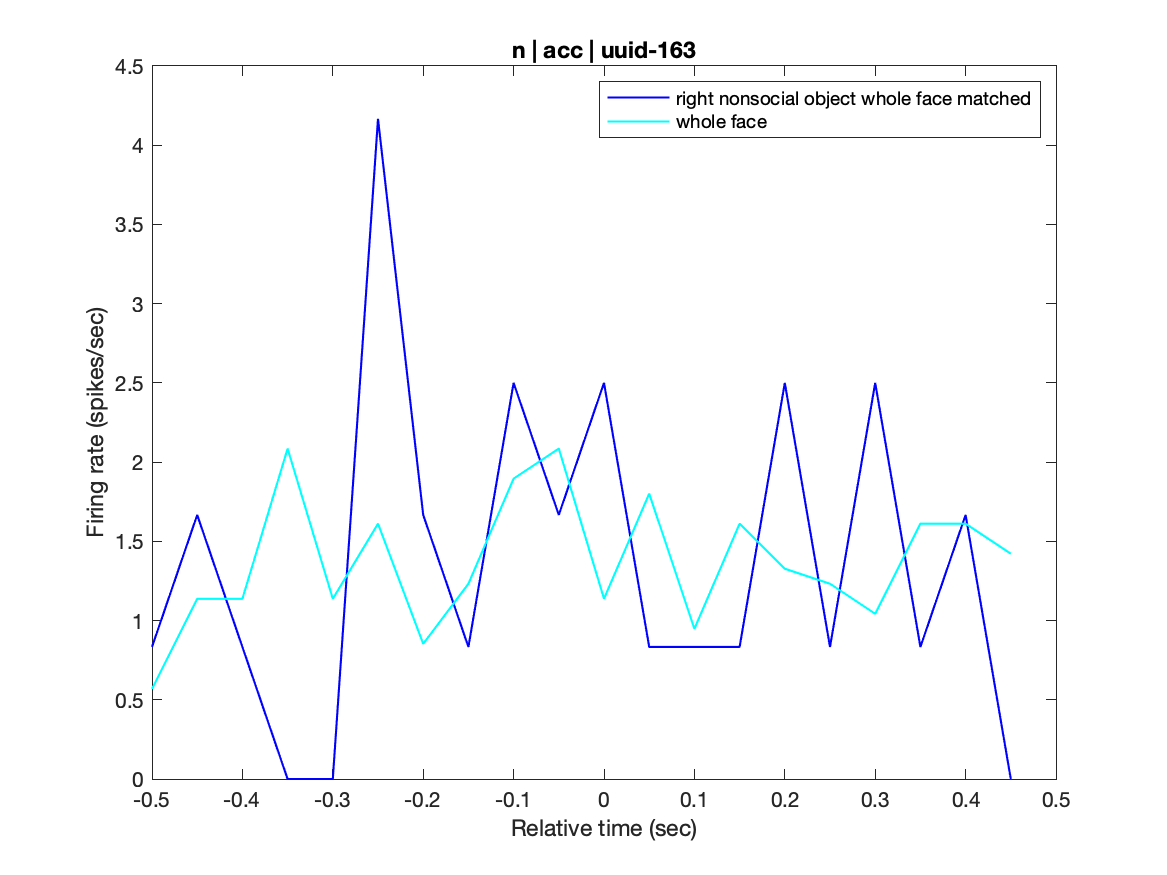 n | acc | uuid-163
4.5
4
3.5
3
2.5
2
1.5
1
0.5
0
Firing rate (spikes/sec)
right nonsocial object whole face matched
whole face
-0.5 -0.4 -0.3 -0.2 -0.1 0 0.1 0.2 0.3 0.4 0.5
Relative time (sec)